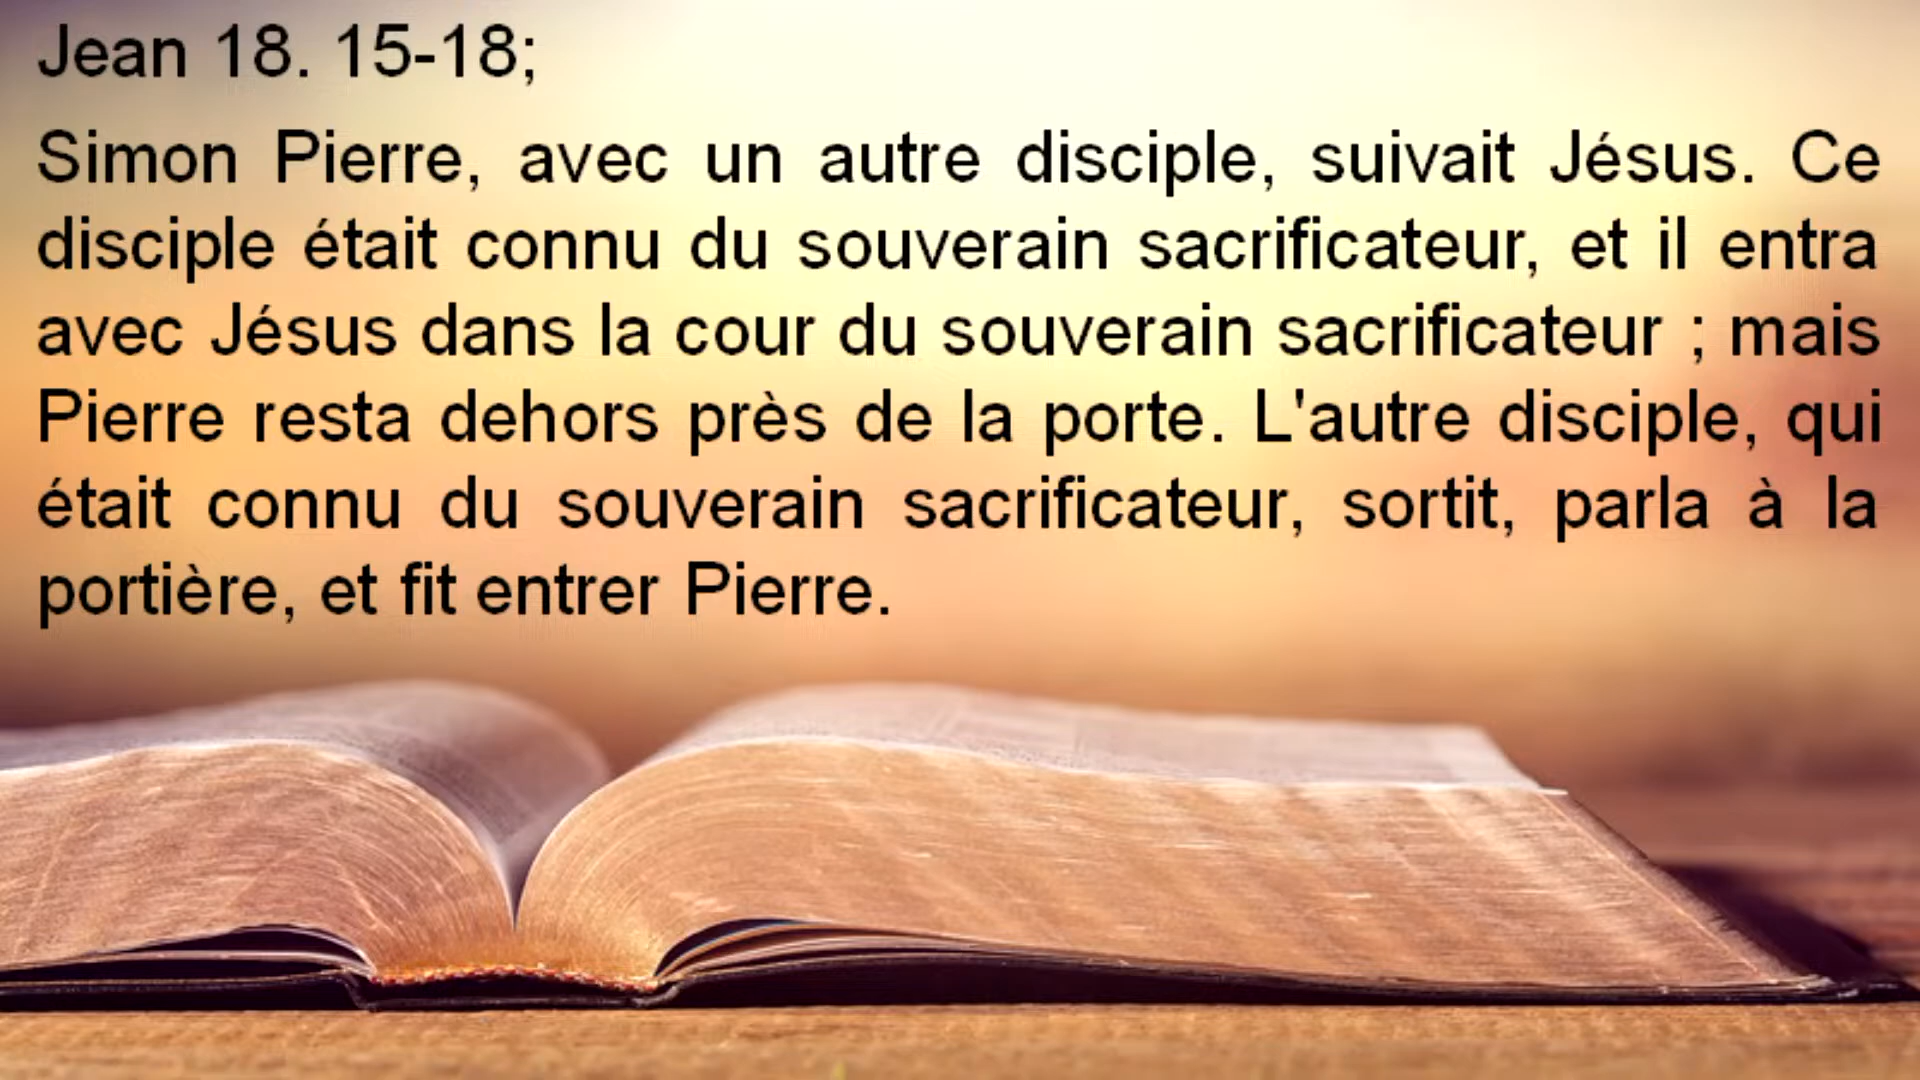 Jean 18. 15-18;
Simon Pierre, avec un autre disciple, suivait Jésus. Ce
disciple était connu du souverain sacrificateur, et il entra
avec Jésus dans la cour du souverain sacrificateur ; mais
Pierre resta dehors près de la porte. L'autre disciple, qui
était connu du souverain sacrificateur, sortit, parla à la
portière, et fit entrer Pierre.